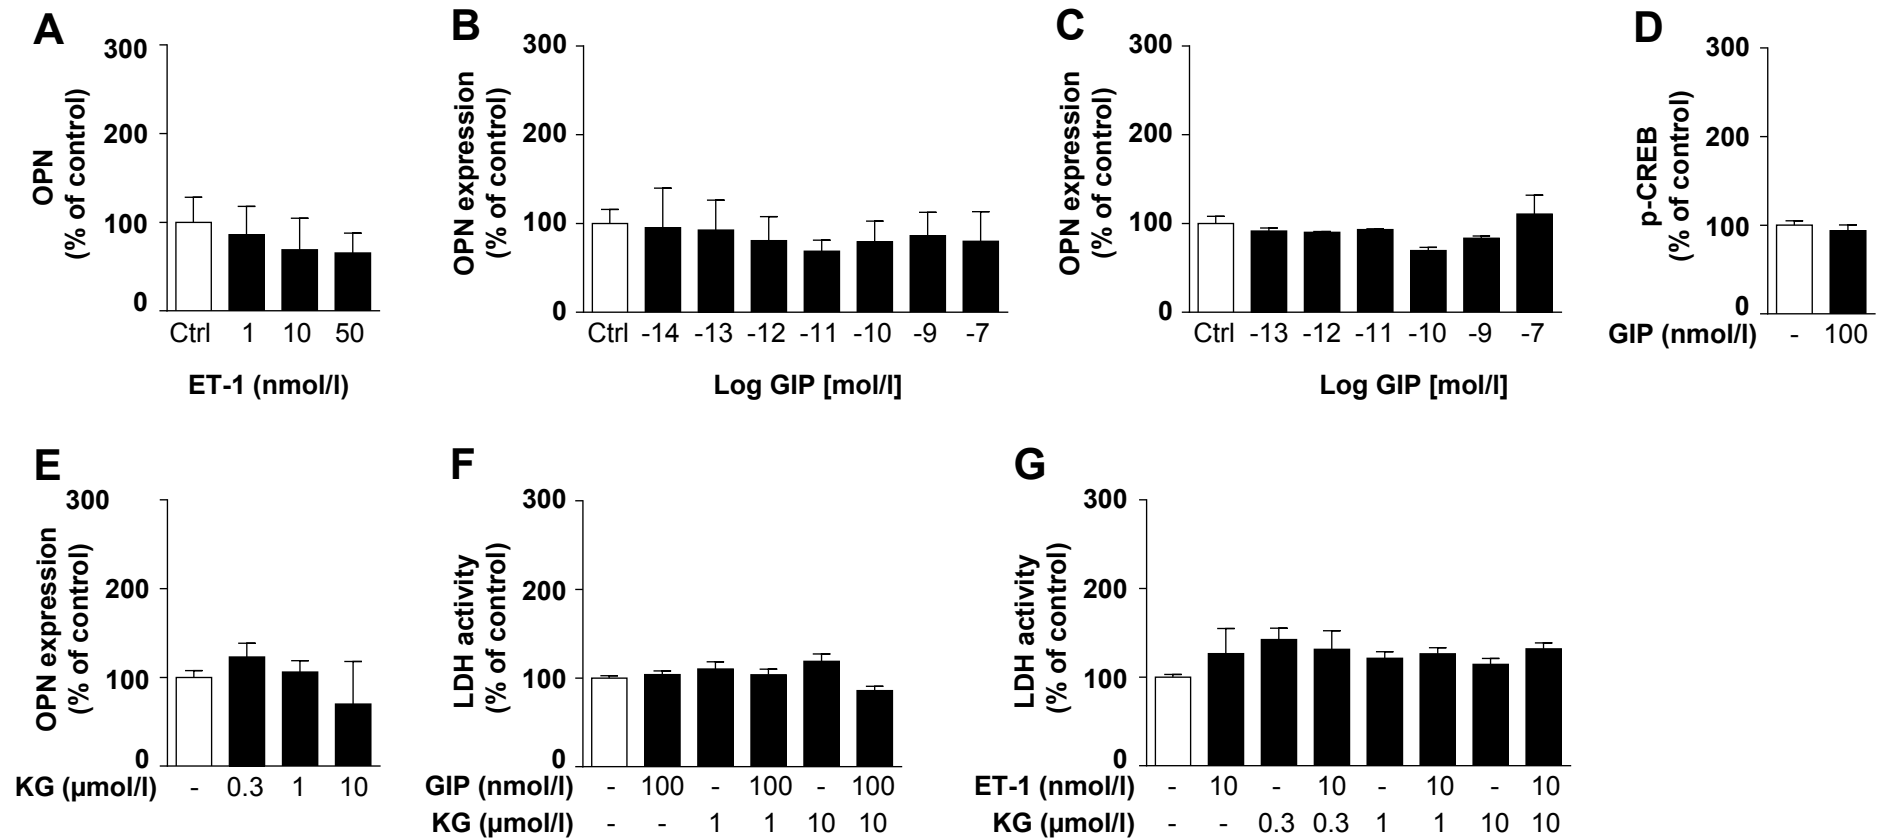 A
OPN
(% of control)
300
200
100
0
Ctrl 1 10 50
ET-1 (nmol/l)
B
OPN expression
(% of control)
300
200
100
0
Ctrl -14 -13 -12 -11 -10 -9 -7
Log GIP [mol/l]
C
OPN expression
(% of control)
300
200
100
0
Ctrl -13 -12 -11 -10 -9 -7
Log GIP [mol/l]
D
p-CREB
(% of control)
300
200
100
0
GIP (nmol/l) - 100
E
OPN expression
(% of control)
300
200
100
0
KG (µmol/l) - 0.3 1 10
F
LDH activity
(% of control)
300
200
100
0
GIP (nmol/l) - 100 - 100 - 100
KG (µmol/l) - - 1 1 10 10
G
LDH activity
(% of control)
300
200
100
0
ET-1 (nmol/l) - 10 - 10 - 10 - 10
KG (µmol/l) - - 0.3 0.3 1 1 10 10